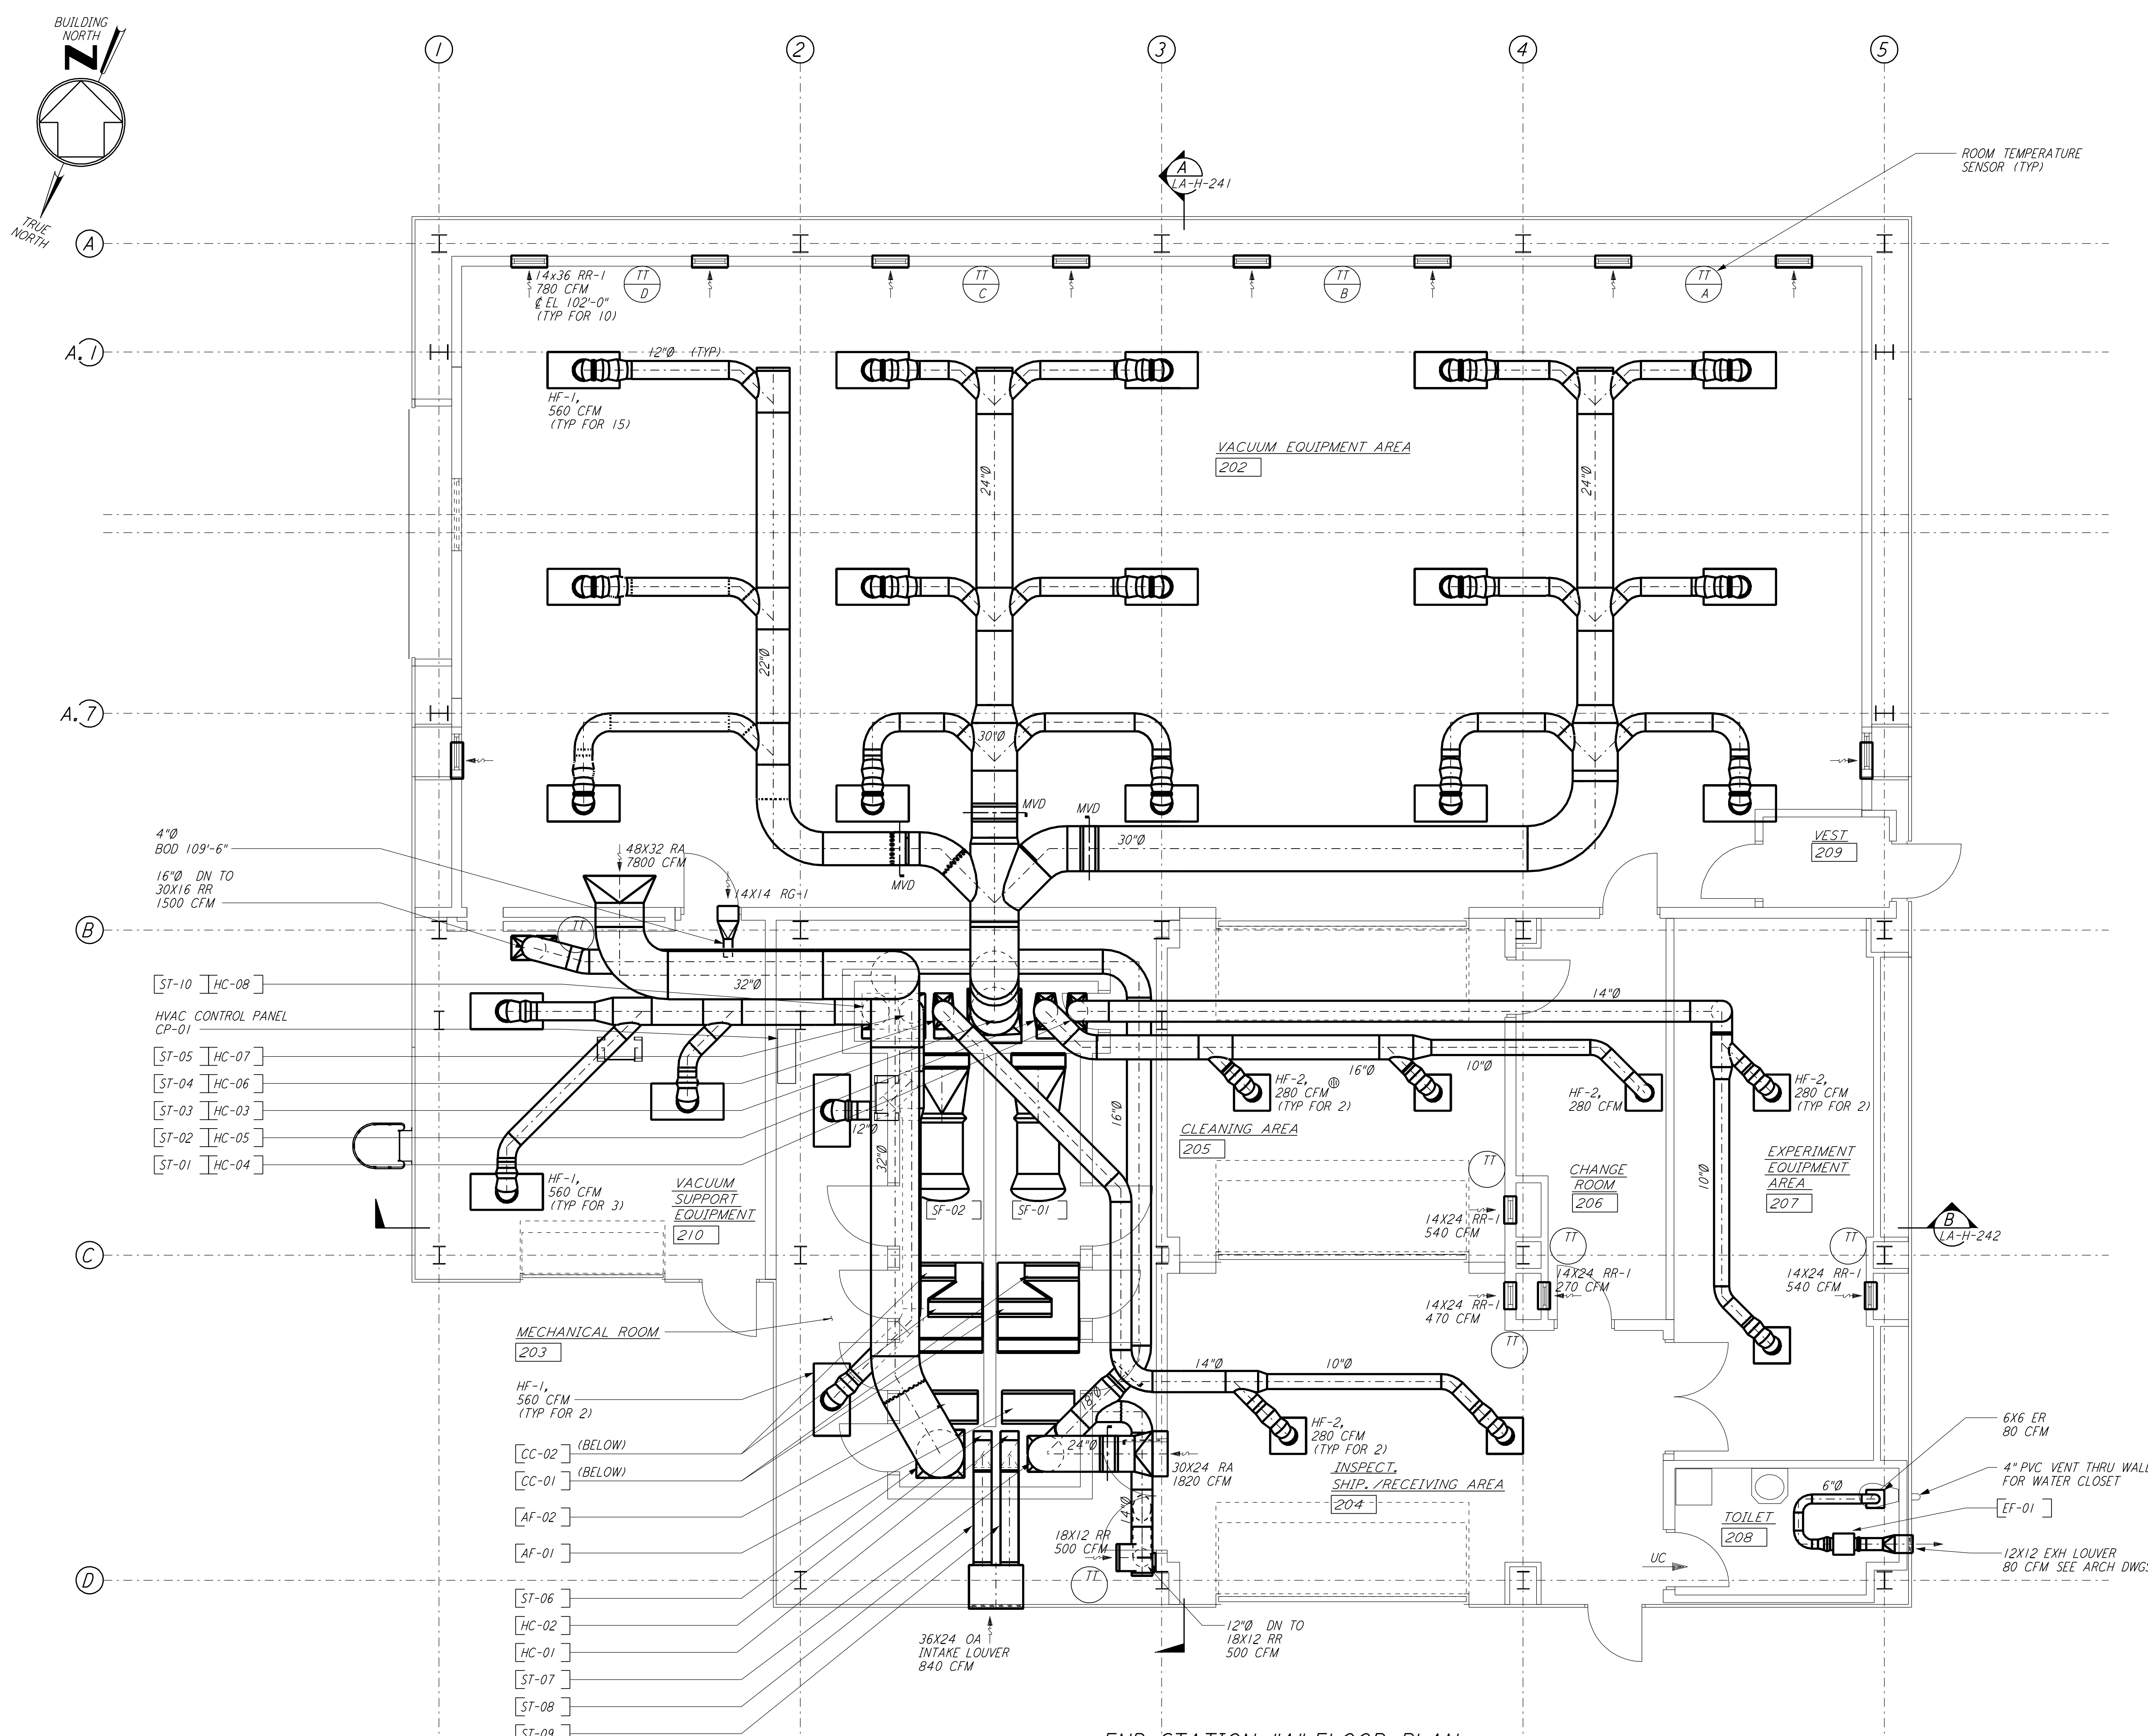 BUILDING
NORTH
N
TRUE
NORTH
1
2
3
4
5
A
LA-H-241
ROOM TEMPERATURE
SENSOR (TYP)
A
14x36 RR-1
780 CFM
℄ EL 102'-0"
(TYP FOR 10)
TT
D
TT
C
TT
B
TT
A
A.1
12"Ø (TYP)
HF-1,
560 CFM
(TYP FOR 15)
VACUUM EQUIPMENT AREA
202
24"Ø
24"Ø
22"Ø
A.7
30"Ø
MVD
MVD
MVD
30"Ø
VEST
209
4"Ø
BOD 109'-6"
48X32 RA
7800 CFM
16"Ø DN TO
30X16 RR
1500 CFM
14X14 RG-1
B
TT
32"Ø
ST-10 HC-08
14"Ø
HVAC CONTROL PANEL
CP-01
ST-05 HC-07
ST-04 HC-06
ST-03 HC-03
ST-02 HC-05
ST-01 HC-04
16"Ø
10"Ø
HF-2,
280 CFM
(TYP FOR 2)
HF-2,
280 CFM
HF-2,
280 CFM
(TYP FOR 2)
12"Ø
32"Ø
16"Ø
CLEANING AREA
205
TT
CHANGE
ROOM
206
10"Ø
EXPERIMENT
EQUIPMENT
AREA
207
HF-1,
560 CFM
(TYP FOR 3)
VACUUM
SUPPORT
EQUIPMENT
210
SF-02
SF-01
14X24 RR-1
540 CFM
TT
TT
B
LA-H-242
C
14X24 RR-1
270 CFM
14X24 RR-1
540 CFM
14X24 RR-1
470 CFM
TT
MECHANICAL ROOM
203
HF-1,
560 CFM
(TYP FOR 2)
14"Ø
10"Ø
18"Ø
HF-2,
280 CFM
(TYP FOR 2)
24"Ø
30X24 RA
1820 CFM
INSPECT.
SHIP./RECEIVING AREA
204
CC-02 (BELOW)
CC-01 (BELOW)
AF-02
AF-01
14"Ø
18X12 RR
500 CFM
TT
6X6 ER
80 CFM
4" PVC VENT THRU WALL
FOR WATER CLOSET
6"Ø
EF-01
TOILET
208
UC
12X12 EXH LOUVER
80 CFM SEE ARCH DWGS
D
ST-06
HC-02
HC-01
ST-07
ST-08
ST-09
36X24 OA
INTAKE LOUVER
840 CFM
12"Ø DN TO
18X12 RR
500 CFM